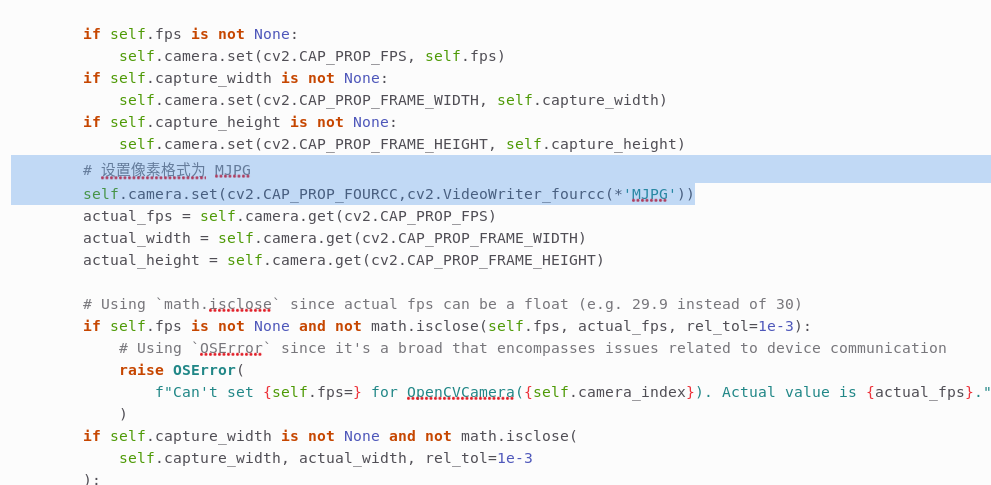 if self.fps is not None:
self.camera.set(cv2.CAP_PROP_FPS, self.fps)
if self.capture_width is not None:
self.camera.set(cv2.CAP_PROP_FRAME_WIDTH, self.capture_width)
if self.capture_height is not None:
self.camera.set(cv2.CAP_PROP_FRAME_HEIGHT, self.capture_height)
# 设置像素格式为 MJPG
self.camera.set(cv2.CAP_PROP_FOURCC,cv2.VideoWriter_fourcc(*'MJPG'))
actual_fps = self.camera.get(cv2.CAP_PROP_FPS)
actual_width = self.camera.get(cv2.CAP_PROP_FRAME_WIDTH)
actual_height = self.camera.get(cv2.CAP_PROP_FRAME_HEIGHT)
# Using `math.isclose` since actual fps can be a float (e.g. 29.9 instead of 30)
if self.fps is not None and not math.isclose(self.fps, actual_fps, rel_tol=1e-3):
# Using `OSError` since it's a broad that encompasses issues related to device communication
raise OSError(
f"Can't set {self.fps=} for OpenCVCamera({self.camera_index}). Actual value is {actual_fps}."
)
if self.capture_width is not None and not math.isclose(
self.capture_width, actual_width, rel_tol=1e-3
):